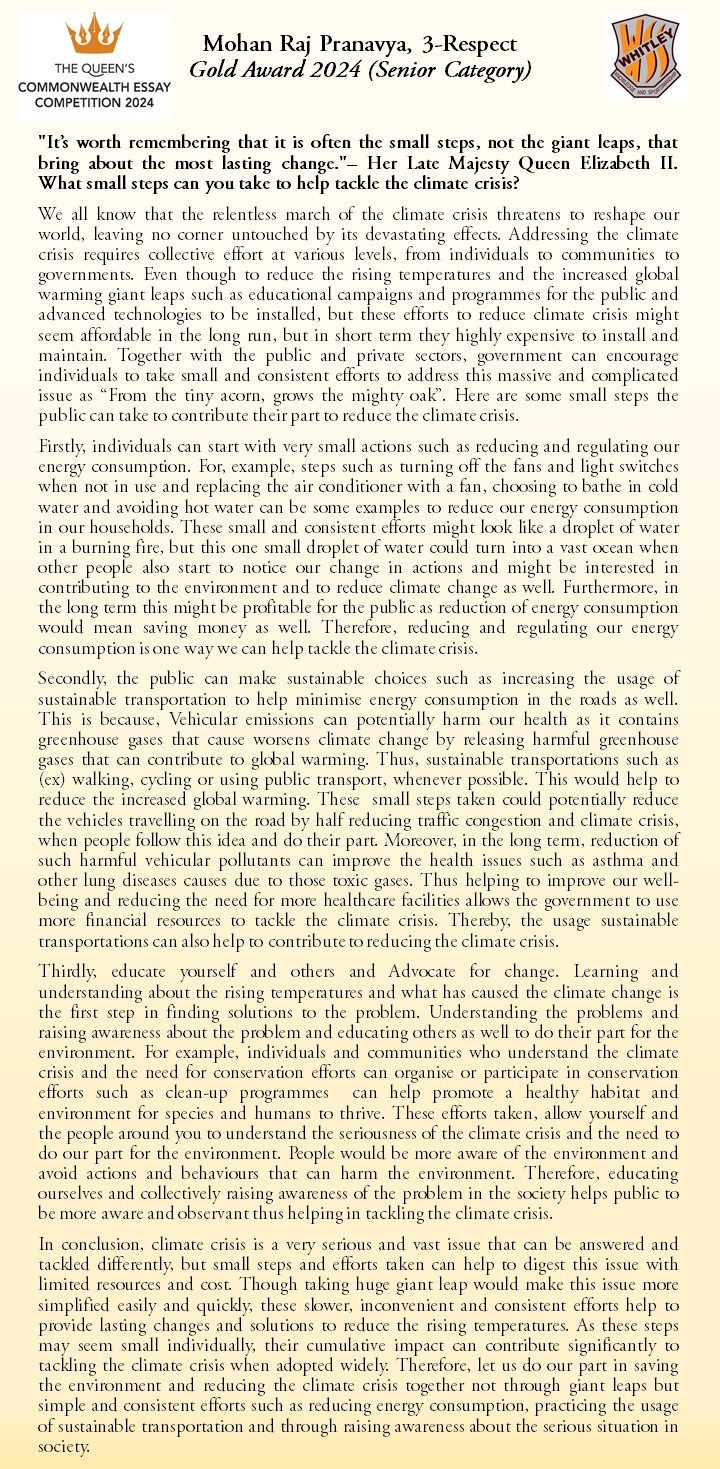 THE QUEEN'S
COMMONWEALTH ESSAY
COMPETITION 2024
Mohan Raj Pranavya, 3-Respect
Gold Award 2024 (Senior Category)
WHITLEY
KNOWLEDGE AND SPORTSMANSHIP
"It's worth remembering that it is often the small steps, not the giant leaps, that
bring about the most lasting change."– Her Late Majesty Queen Elizabeth II.
What small steps can you take to help tackle the climate crisis?
We all know that the relentless march of the climate crisis threatens to reshape our
world, leaving no corner untouched by its devastating effects. Addressing the climate
crisis requires collective effort at various levels, from individuals to communities to
governments. Even though to reduce the rising temperatures and the increased global
warming giant leaps such as educational campaigns and programmes for the public and
advanced technologies to be installed, but these efforts to reduce climate crisis might
seem affordable in the long run, but in short term they highly expensive to install and
maintain. Together with the public and private sectors, government can encourage
individuals to take small and consistent efforts to address this massive and complicated
issue as “From the tiny acorn, grows the mighty oak”. Here are some small steps the
public can take to contribute their part to reduce the climate crisis.
Firstly, individuals can start with very small actions such as reducing and regulating our
energy consumption. For, example, steps such as turning off the fans and light switches
when not in use and replacing the air conditioner with a fan, choosing to bathe in cold
water and avoiding hot water can be some examples to reduce our energy consumption
in our households. These small and consistent efforts might look like a droplet of water
in a burning fire, but this one small droplet of water could turn into a vast ocean when
other people also start to notice our change in actions and might be interested in
contributing to the environment and to reduce climate change as well. Furthermore, in
the long term this might be profitable for the public as reduction of energy consumption
would mean saving money as well. Therefore, reducing and regulating our energy
consumption is one way we can help tackle the climate crisis.
Secondly, the public can make sustainable choices such as increasing the usage of
sustainable transportation to help minimise energy consumption in the roads as well.
This is because, Vehicular emissions can potentially harm our health as it contains
greenhouse gases that cause worsens climate change by releasing harmful greenhouse
gases that can contribute to global warming. Thus, sustainable transportations such as
(ex) walking, cycling or using public transport, whenever possible. This would help to
reduce the increased global warming. These small steps taken could potentially reduce
the vehicles travelling on the road by half reducing traffic congestion and climate crisis,
when people follow this idea and do their part. Moreover, in the long term, reduction of
such harmful vehicular pollutants can improve the health issues such as asthma and
other lung diseases causes due to those toxic gases. Thus helping to improve our well-
being and reducing the need for more healthcare facilities allows the government to use
more financial resources to tackle the climate crisis. Thereby, the usage sustainable
transportations can also help to contribute to reducing the climate crisis.
Thirdly, educate yourself and others and Advocate for change. Learning and
understanding about the rising temperatures and what has caused the climate change is
the first step in finding solutions to the problem. Understanding the problems and
raising awareness about the problem and educating others as well to do their part for the
environment. For example, individuals and communities who understand the climate
crisis and the need for conservation efforts can organise or participate in conservation
efforts such as clean-up programmes can help promote a healthy habitat and
environment for species and humans to thrive. These efforts taken, allow yourself and
the people around you to understand the seriousness of the climate crisis and the need to
do our part for the environment. People would be more aware of the environment and
avoid actions and behaviours that can harm the environment. Therefore, educating
ourselves and collectively raising awareness of the problem in the society helps public to
be more aware and observant thus helping in tackling the climate crisis.
In conclusion, climate crisis is a very serious and vast issue that can be answered and
tackled differently, but small steps and efforts taken can help to digest this issue with
limited resources and cost. Though taking huge giant leap would make this issue more
simplified easily and quickly, these slower, inconvenient and consistent efforts help to
provide lasting changes and solutions to reduce the rising temperatures. As these steps
may seem small individually, their cumulative impact can contribute significantly to
tackling the climate crisis when adopted widely. Therefore, let us do our part in saving
the environment and reducing the climate crisis together not through giant leaps but
simple and consistent efforts such as reducing energy consumption, practicing the usage
of sustainable transportation and through raising awareness about the serious situation in
society.